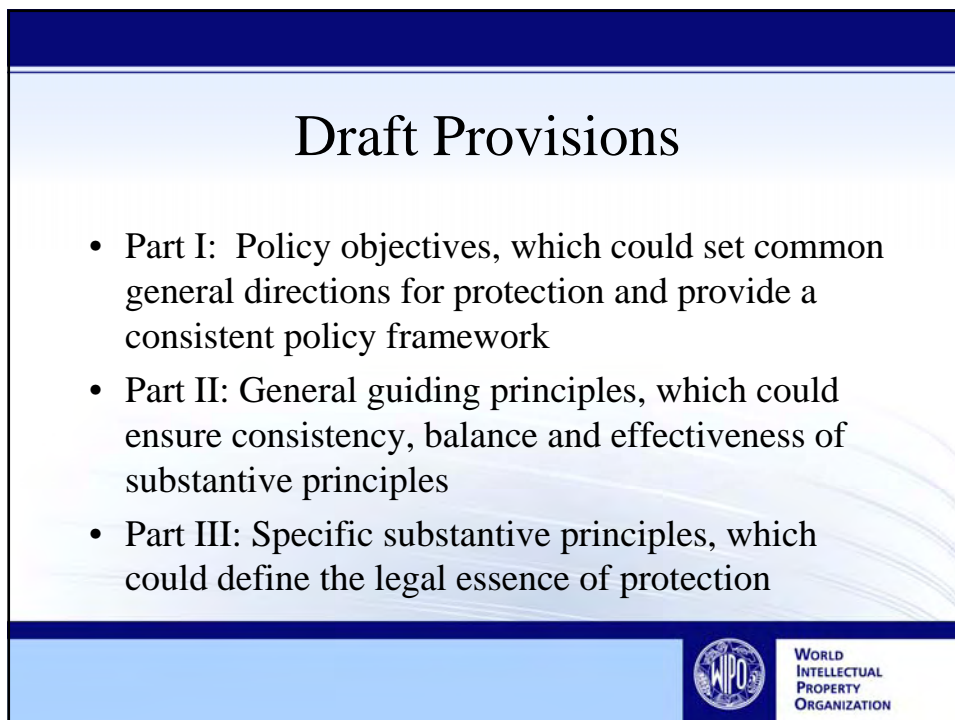 Draft Provisions
• Part I: Policy objectives, which could set common
general directions for protection and provide a
consistent policy framework
• Part II: General guiding principles, which could
ensure consistency, balance and effectiveness of
substantive principles
• Part III: Specific substantive principles, which
could define the legal essence of protection
WIPO
WORLD
INTELLECTUAL
PROPERTY
ORGANIZATION